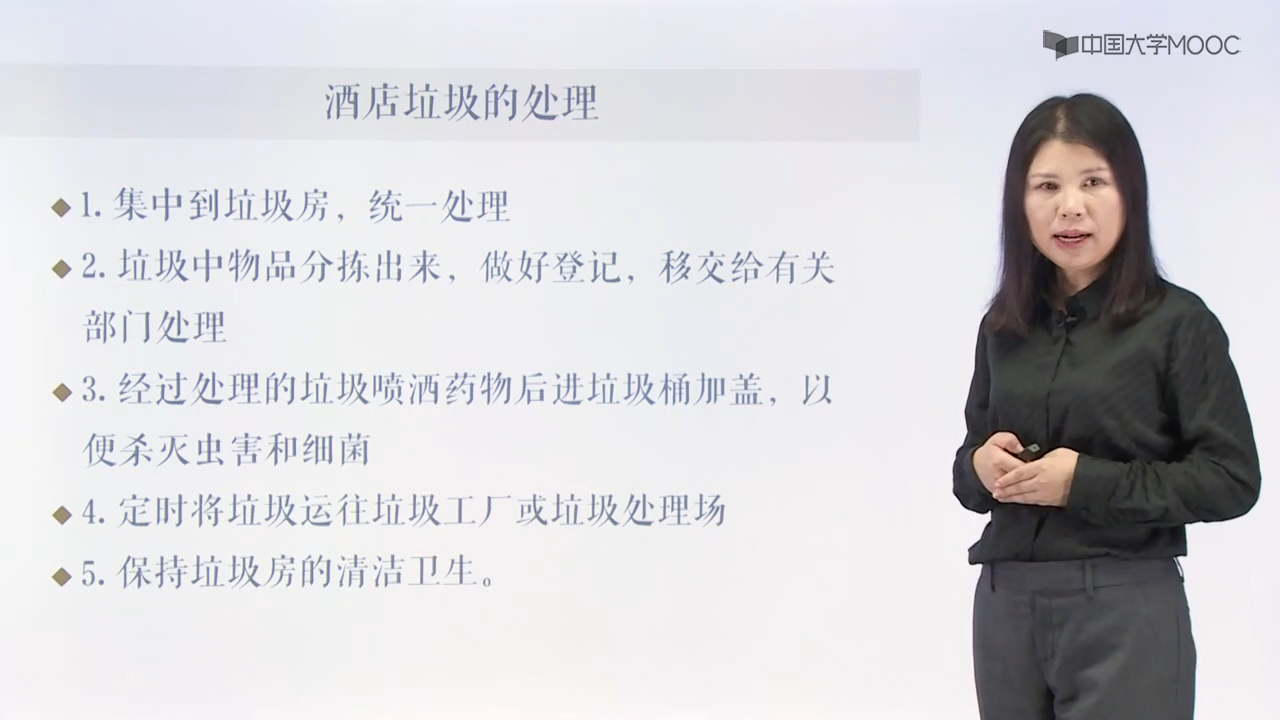 中国大学MOOC
酒店垃圾的处理
1. 集中到垃圾房，统一处理
2. 垃圾中物品分拣出来，做好登记，移交给有关
部门处理
3. 经过处理的垃圾喷洒药物后进垃圾桶加盖，以
便杀灭虫害和细菌
4. 定时将垃圾运往垃圾工厂或垃圾处理场
5. 保持垃圾房的清洁卫生。